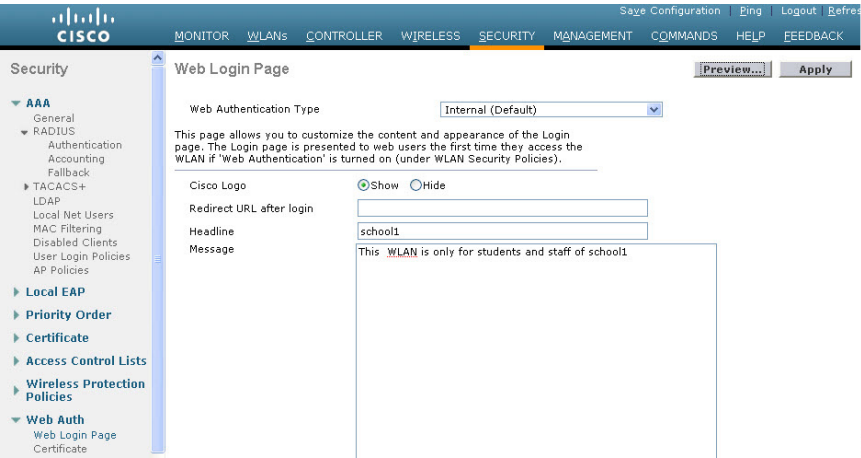 Save Configuration | Ping | Logout | Refres
CISCO
MONITOR WLANs CONTROLLER WIRELESS SECURITY MANAGEMENT COMMANDS HELP FEEDBACK
Security
AAA
General
RADIUS
Authentication
Accounting
Fallback
TACACS+
LDAP
Local Net Users
MAC Filtering
Disabled Clients
User Login Policies
AP Policies
Local EAP
Priority Order
Certificate
Access Control Lists
Wireless Protection
Policies
Web Auth
Web Login Page
Certificate
Web Login Page
Preview... Apply
Web Authentication Type Internal (Default)
This page allows you to customize the content and appearance of the Login
page. The Login page is presented to web users the first time they access the
WLAN if 'Web Authentication' is turned on (under WLAN Security Policies).
Cisco Logo Show Hide
Redirect URL after login
Headline school1
Message This WLAN is only for students and staff of school1